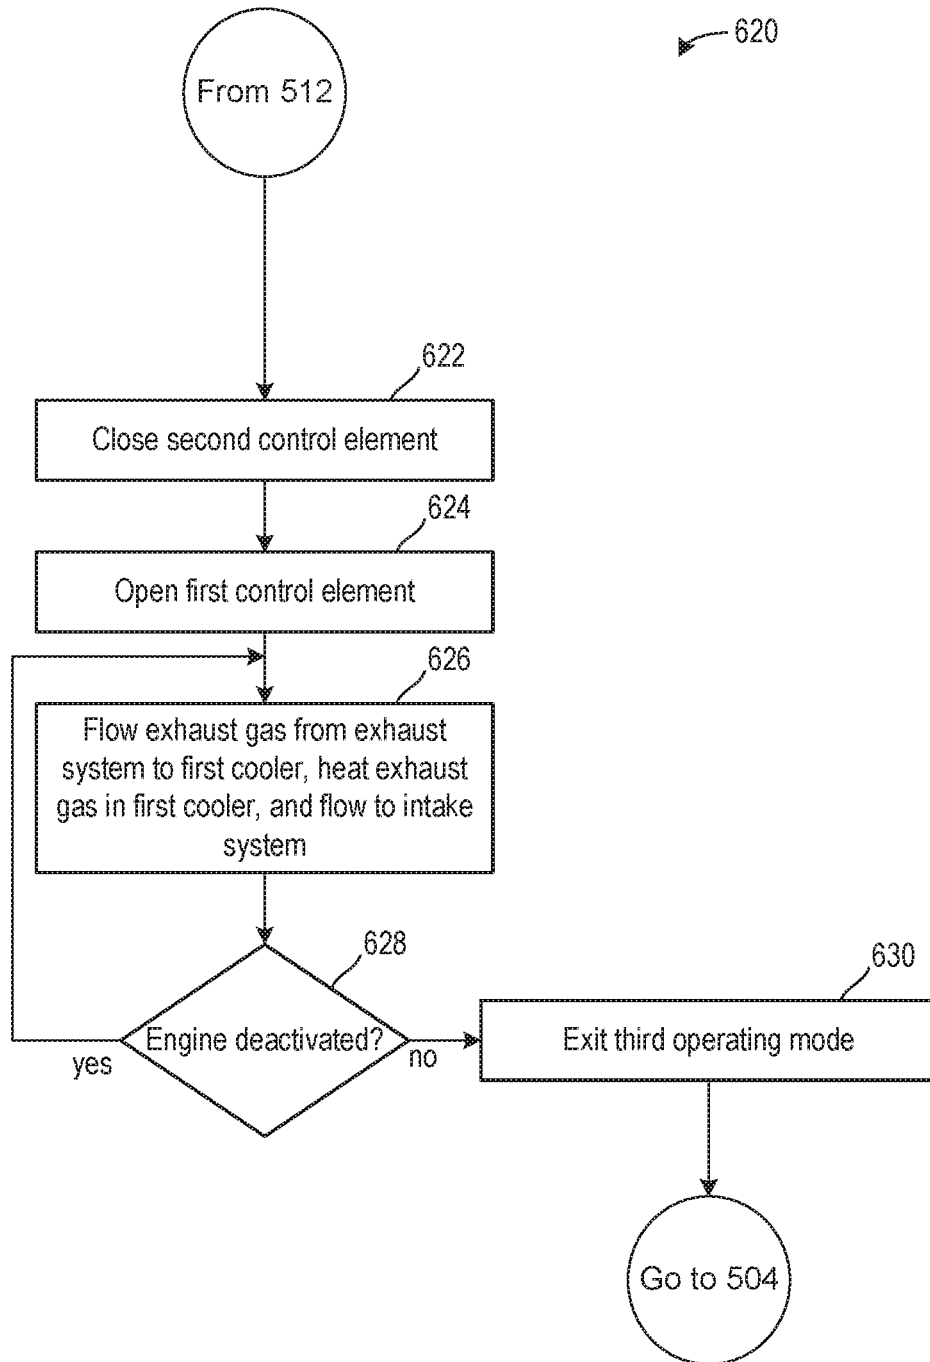 620
From 512
622
Close second control element
624
Open first control element
626
Flow exhaust gas from exhaust
system to first cooler, heat exhaust
gas in first cooler, and flow to intake
system
628
Engine deactivated?
yes
no
630
Exit third operating mode
Go to 504